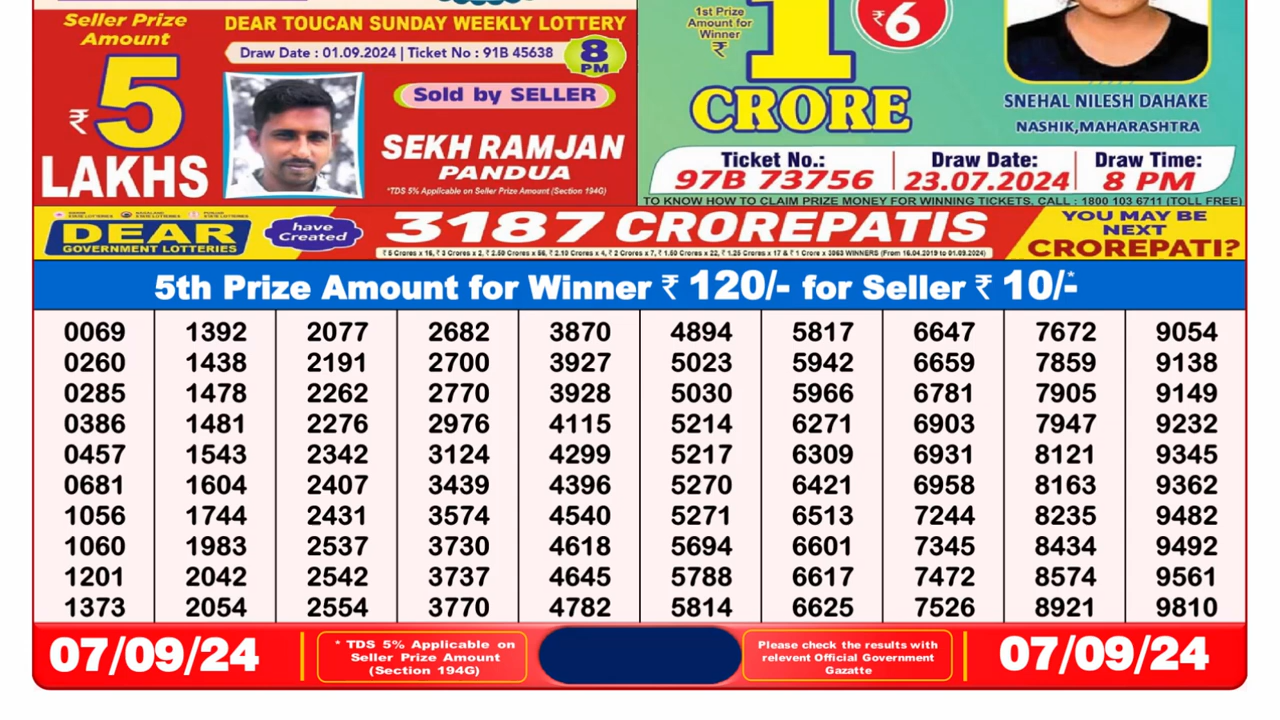 Seller Prize
Amount
₹5
LAKHS
DEAR TOUCAN SUNDAY WEEKLY LOTTERY
Draw Date : 01.09.2024 | Ticket No : 91B 45638
8
PM
Sold by SELLER
SEKH RAMJAN
PANDUA
*TDS 5% Applicable on Seller Prize Amount (Section 194G)
1st Prize
Amount for
Winner
₹
1
CRORE
₹6
SNEHAL NILESH DAHAKE
NASHIK,MAHARASHTRA
Ticket No.:
97B 73756
Draw Date:
23.07.2024
Draw Time:
8 PM
TO KNOW HOW TO CLAIM PRIZE MONEY FOR WINNING TICKETS, CALL : 1800 103 6711 (TOLL FREE)
DEAR
GOVERNMENT LOTTERIES
have
Created
3187 CROREPATIS
YOU MAY BE
NEXT
CROREPATI?
5th Prize Amount for Winner ₹ 120/- for Seller ₹ 10/-*
0069 1392 2077 2682 3870 4894 5817 6647 7672 9054
0260 1438 2191 2700 3927 5023 5942 6659 7859 9138
0285 1478 2262 2770 3928 5030 5966 6781 7905 9149
0386 1481 2276 2976 4115 5214 6271 6903 7947 9232
0457 1543 2342 3124 4299 5217 6309 6931 8121 9345
0681 1604 2407 3439 4396 5270 6421 6958 8163 9362
1056 1744 2431 3574 4540 5271 6513 7244 8235 9482
1060 1983 2537 3730 4618 5694 6601 7345 8434 9492
1201 2042 2542 3737 4645 5788 6617 7472 8574 9561
1373 2054 2554 3770 4782 5814 6625 7526 8921 9810
07/09/24
* TDS 5% Applicable on
Seller Prize Amount
(Section 194G)
Please check the results with
relevent Official Government
Gazatte
07/09/24